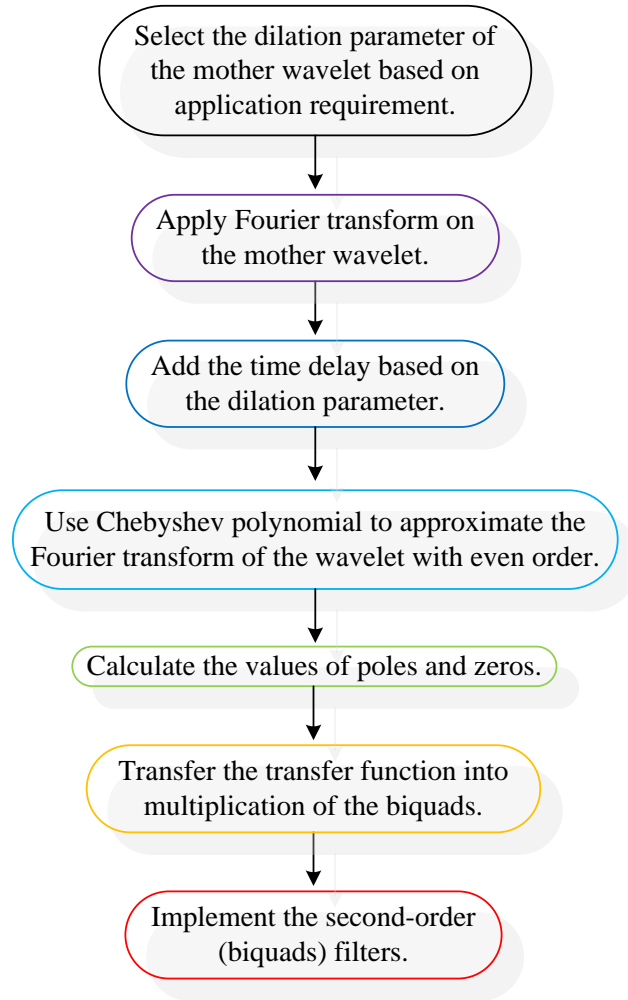 Select the dilation parameter of
the mother wavelet based on
application requirement.
Apply Fourier transform on
the mother wavelet.
Add the time delay based on
the dilation parameter.
Use Chebyshev polynomial to approximate the
Fourier transform of the wavelet with even order.
Calculate the values of poles and zeros.
Transfer the transfer function into
multiplication of the biquads.
Implement the second-order
(biquads) filters.